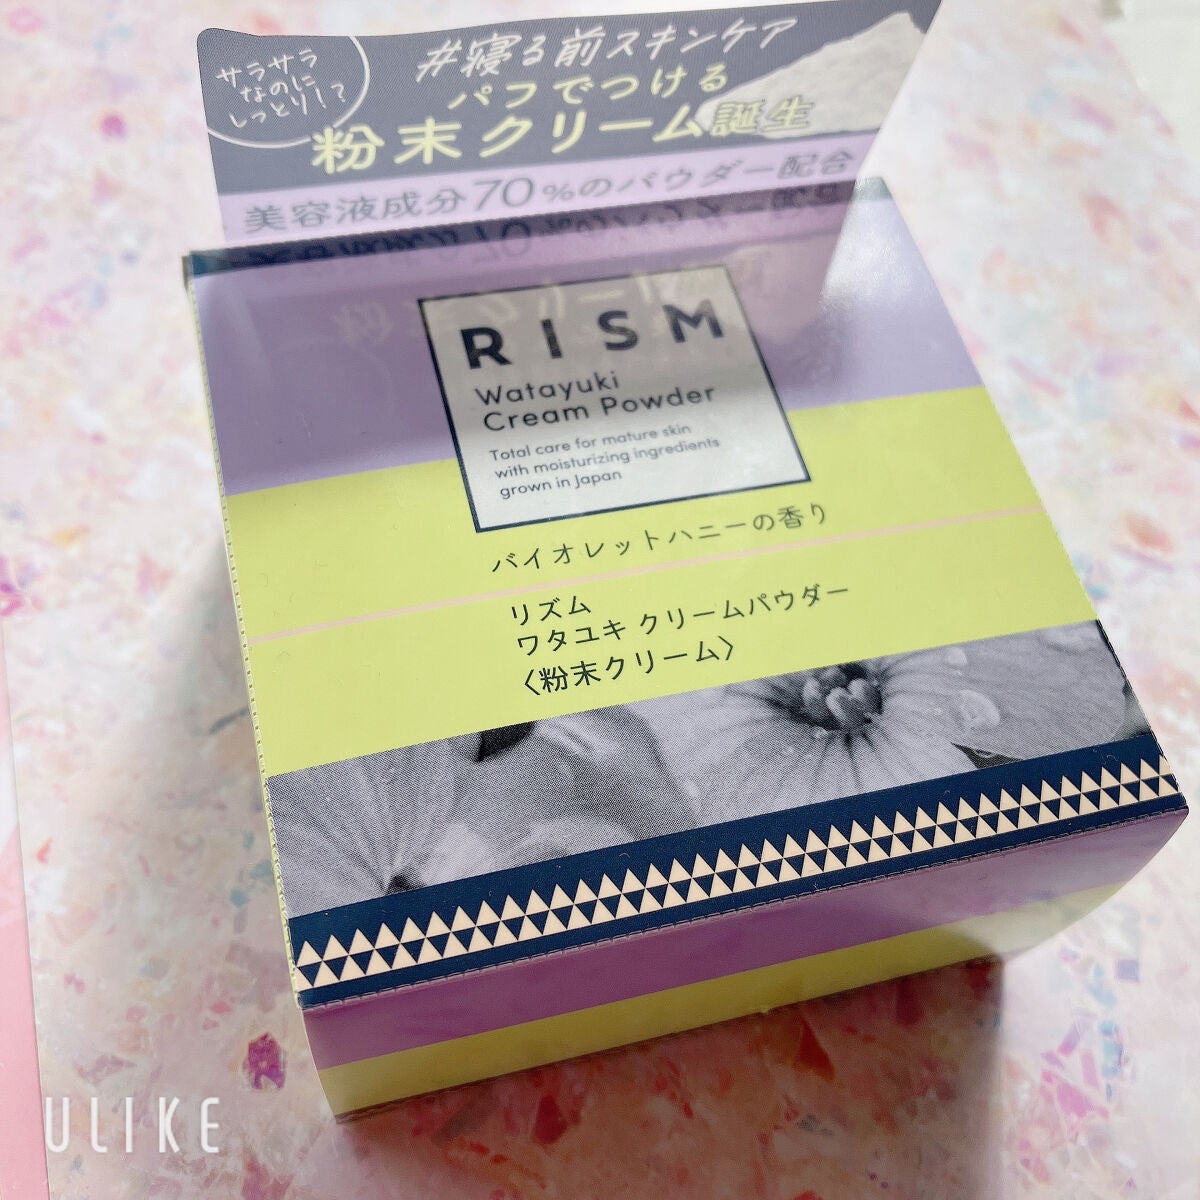 サラサラ
なのに
しっとり!?
#寝る前スキンケア
パフでつける
粉末クリーム誕生
美容液成分70%のパウダー配合
RISM
Watayuki
Cream Powder
Total care for mature skin
with moisturizing ingredients
grown in Japan
バイオレットハニーの香り
リズム
ワタユキ クリームパウダー
〈粉末クリーム〉
ULIKE